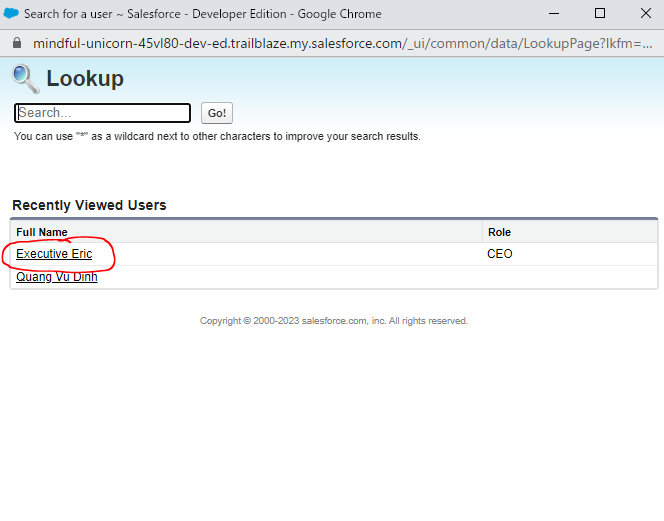 Search for a user ~ Salesforce - Developer Edition - Google Chrome
mindful-unicorn-45vl80-dev-ed.trailblaze.my.salesforce.com/_ui/common/data/LookupPage?lkfm=...
Lookup
Search... Go!
You can use "*" as a wildcard next to other characters to improve your search results.
Recently Viewed Users
Full Name Role
Executive Eric CEO
Quang Vu Dinh
Copyright © 2000-2023 salesforce.com, inc. All rights reserved.